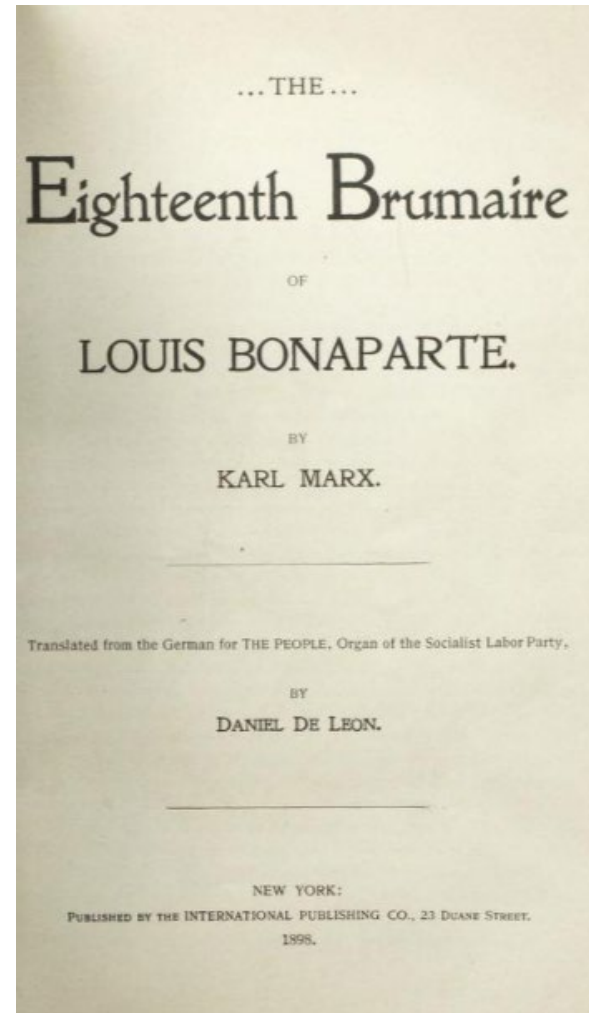 ...THE...
Eighteenth Brumaire
OF
LOUIS BONAPARTE.
BY
KARL MARX.
Translated from the German for THE PEOPLE, Organ of the Socialist Labor Party,
BY
DANIEL DE LEON.
NEW YORK:
PUBLISHED BY THE INTERNATIONAL PUBLISHING CO., 23 DUANE STREET.
1898.